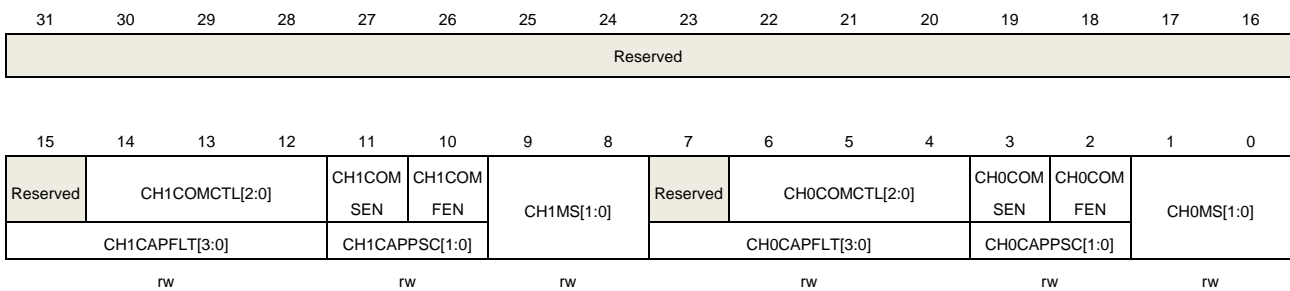 31 30 29 28 27 26 25 24 23 22 21 20 19 18 17 16
Reserved
15 14 13 12 11 10 9 8 7 6 5 4 3 2 1 0
Reserved CH1COMCTL[2:0] CH1COM SEN CH1COM FEN CH1MS[1:0] Reserved CH0COMCTL[2:0] CH0COM SEN CH0COM FEN CH0MS[1:0]
CH1CAPFLT[3:0] CH1CAPPSC[1:0] CH0CAPFLT[3:0] CH0CAPPSC[1:0]
rw rw rw rw rw rw